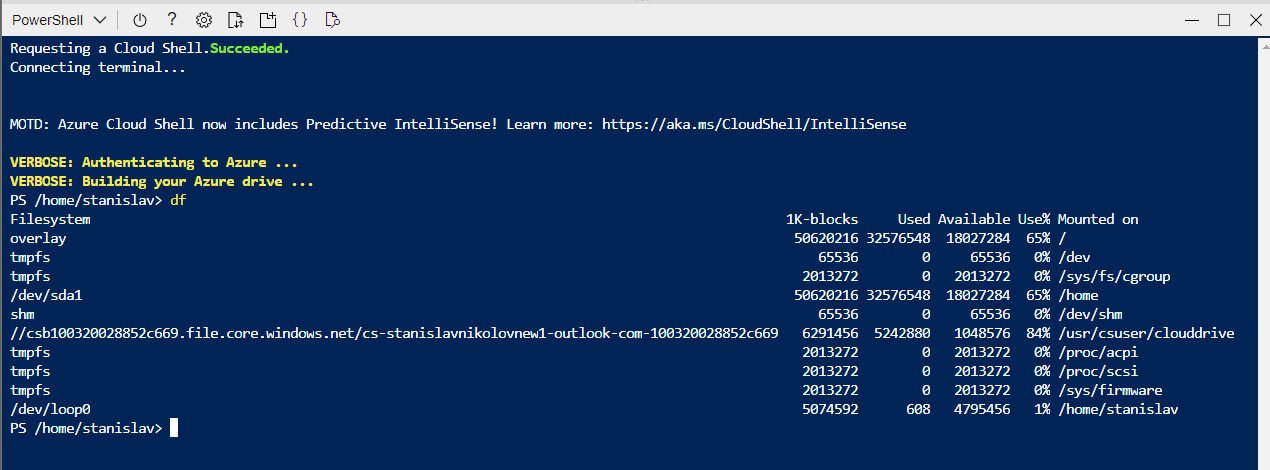 PowerShell
Requesting a Cloud Shell.Succeeded.
Connecting terminal...
MOTD: Azure Cloud Shell now includes Predictive IntelliSense! Learn more: https://aka.ms/CloudShell/IntelliSense
VERBOSE: Authenticating to Azure ...
VERBOSE: Building your Azure drive ...
PS /home/stanislav> df
Filesystem 1K-blocks Used Available Use% Mounted on
overlay 50620216 32576548 18027284 65% /
tmpfs 65536 0 65536 0% /dev
tmpfs 2013272 0 2013272 0% /sys/fs/cgroup
/dev/sda1 50620216 32576548 18027284 65% /home
shm 65536 0 65536 0% /dev/shm
//csb100320028852c669.file.core.windows.net/cs-stanislavnikolovnew1-outlook-com-100320028852c669 6291456 5242880 1048576 84% /usr/csuser/clouddrive
tmpfs 2013272 0 2013272 0% /proc/acpi
tmpfs 2013272 0 2013272 0% /proc/scsi
tmpfs 2013272 0 2013272 0% /sys/firmware
/dev/loop0 5074592 608 4795456 1% /home/stanislav
PS /home/stanislav>